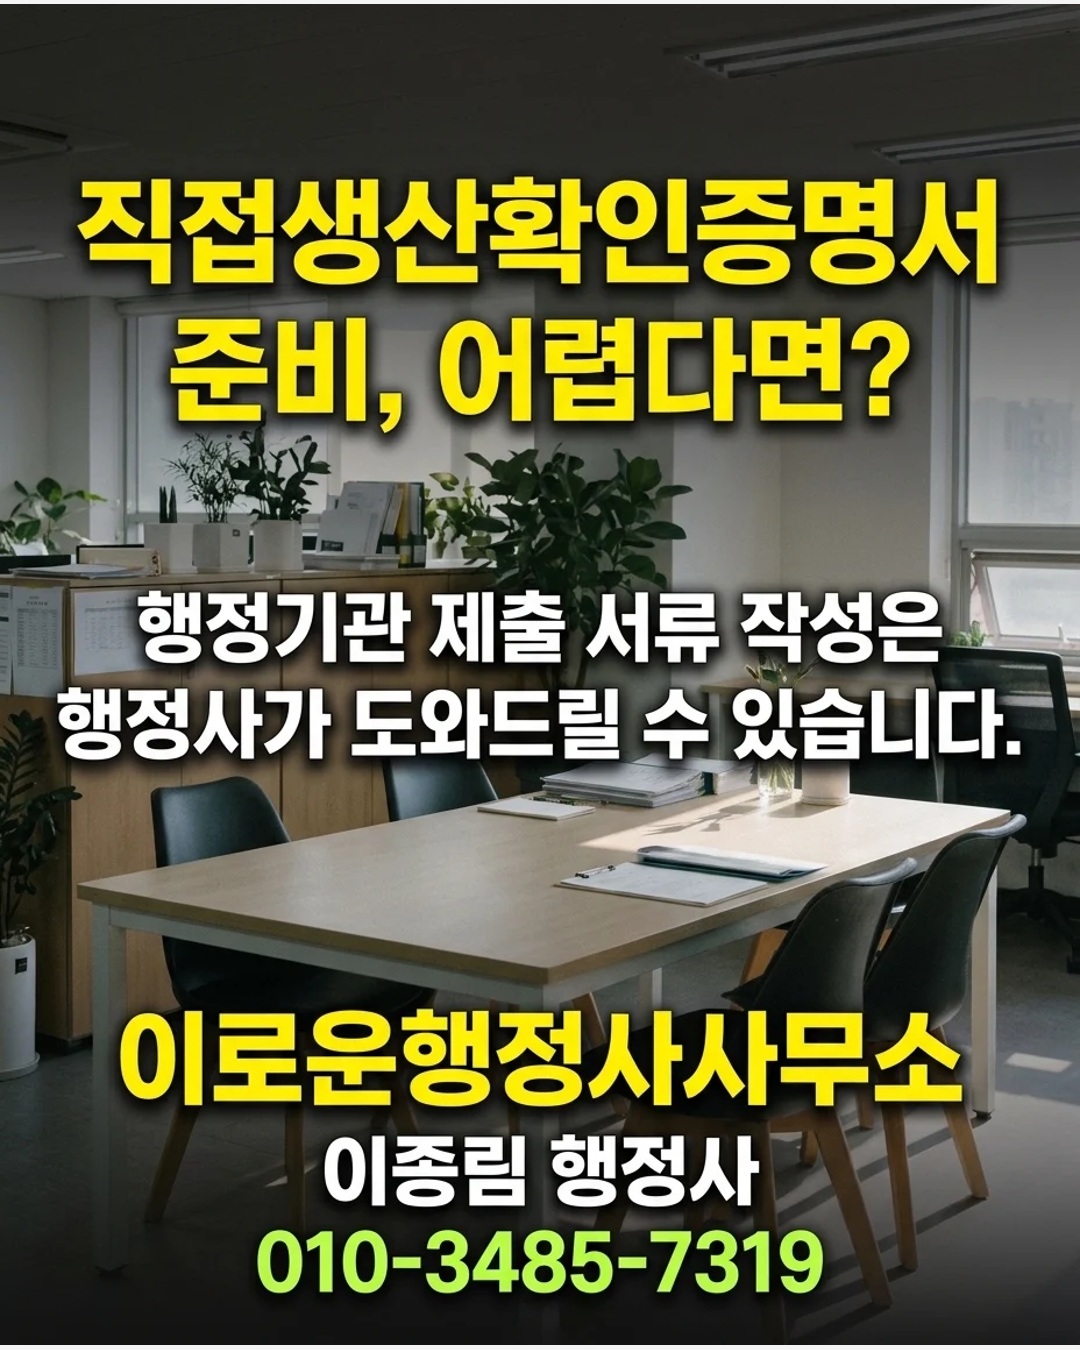 직접생산확인증명서
준비, 어렵다면?
행정기관 제출 서류 작성은
행정사가 도와드릴 수 있습니다.
이로운행정사사무소
이종림 행정사
010-3485-7319